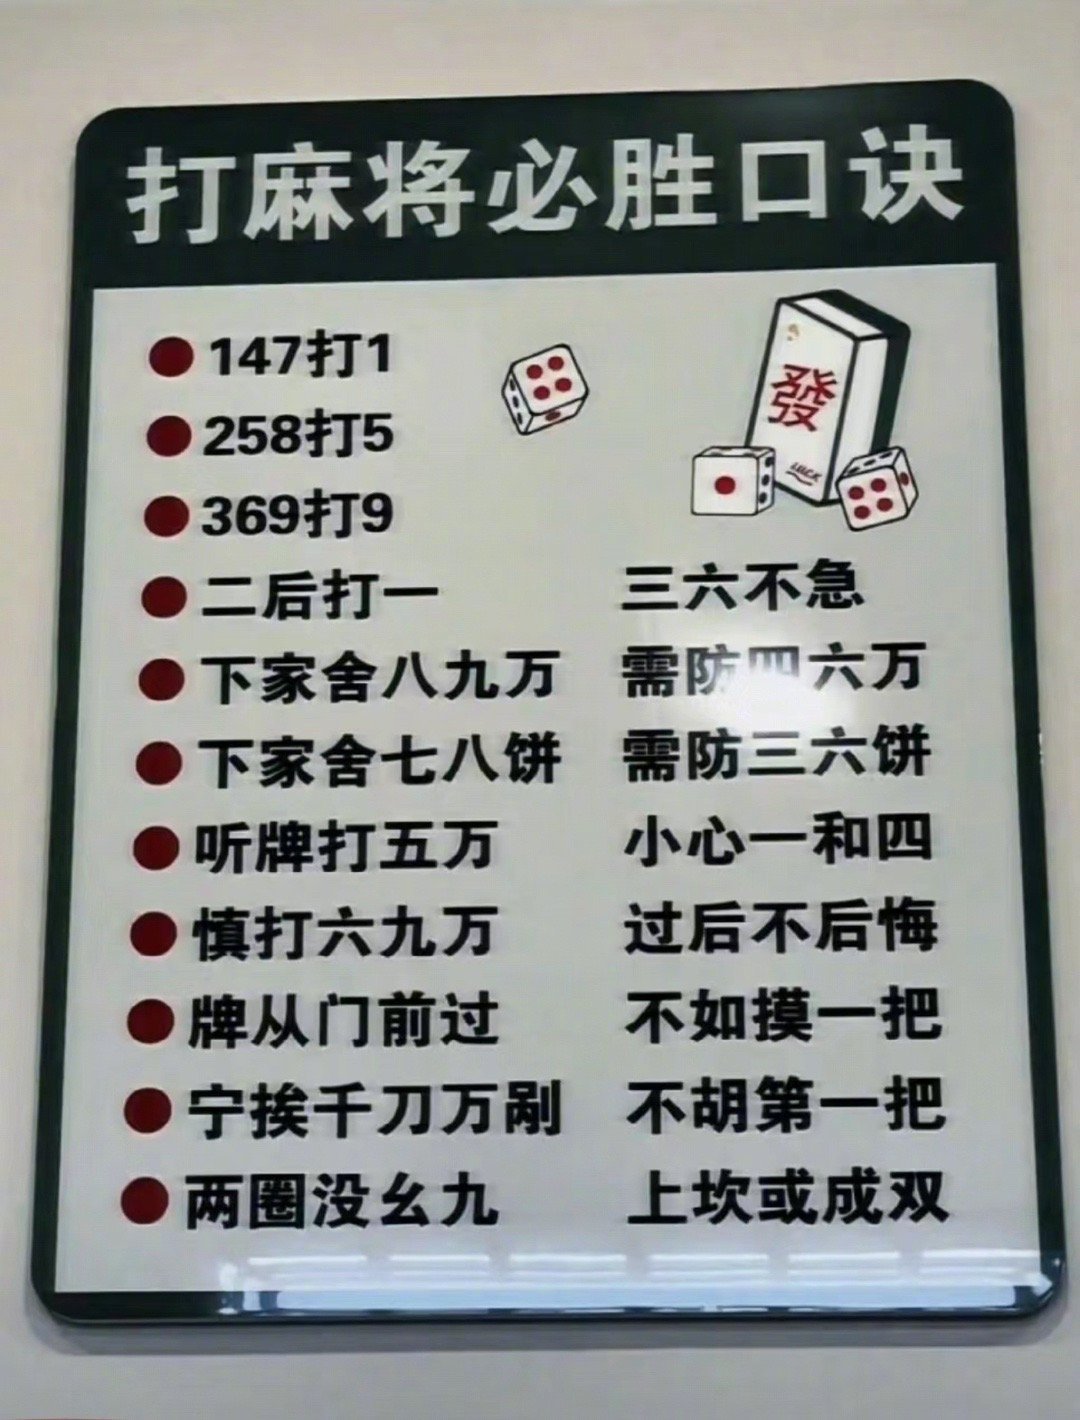 打麻将必胜口诀
147打1
258打5
369打9
發
LUCK
二后打一 三六不急
下家舍八九万 需防四六万
下家舍七八饼 需防三六饼
听牌打五万 小心一和四
慎打六九万 过后不后悔
牌从门前过 不如摸一把
宁挨千刀万剐 不胡第一把
两圈没幺九 上坎或成双